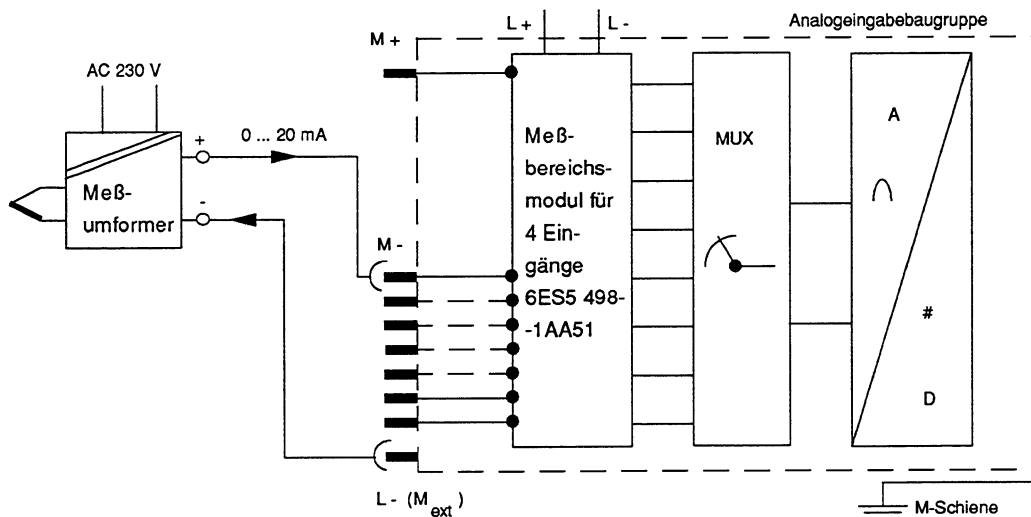 Analogeingabebaugruppe
L+ L-
M+
AC 230 V
+ 0 ... 20 mA
Meß-
umformer
-
M-
Meß-
bereichs-
modul für
4 Ein-
gänge
6ES5 498-
-1AA51
MUX
A
∩
#
D
L- (Mext)
M-Schiene